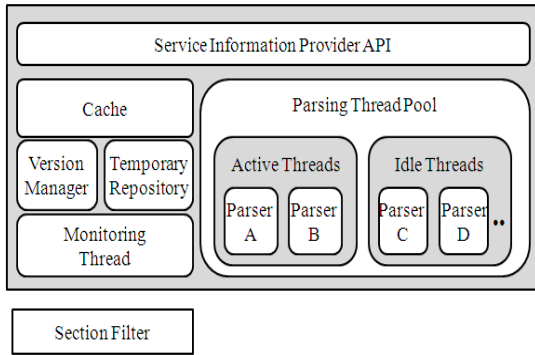 Service Information Provider API
Cache
Parsing Thread Pool
Version
Manager
Temporary
Repository
Active Threads
Idle Threads
Parser
A
Parser
B
Parser
C
Parser
D
••
Monitoring
Thread
Section Filter